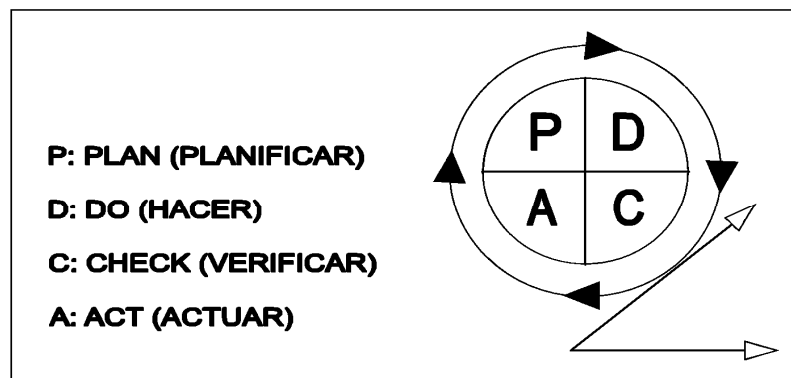 P: PLAN (PLANIFICAR)
D: DO (HACER)
C: CHECK (VERIFICAR)
A: ACT (ACTUAR)
P D
A C